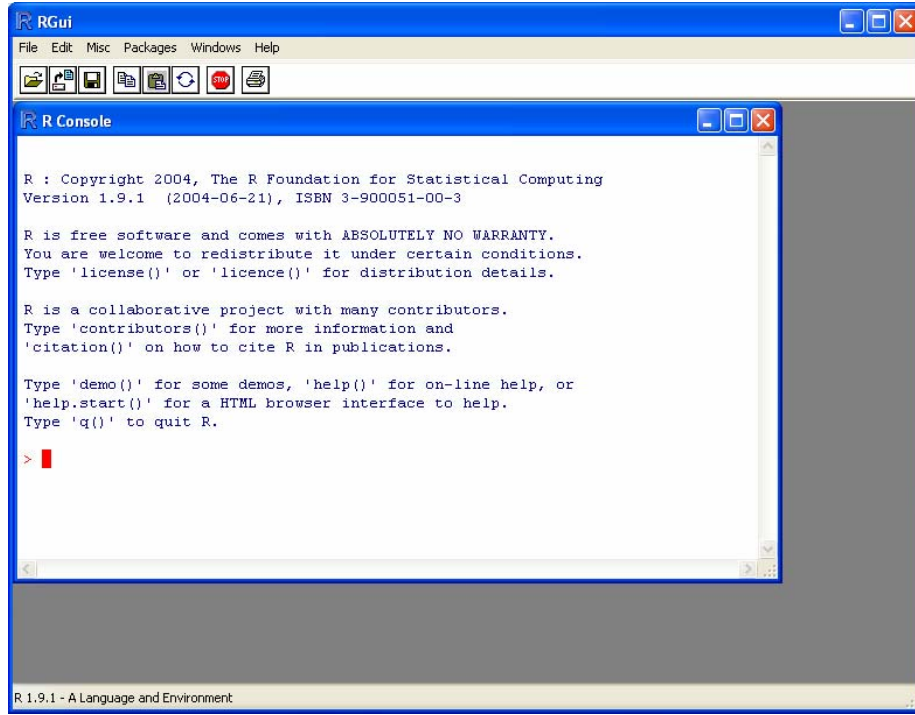 RGui
File Edit Misc Packages Windows Help
STOP
R Console
R : Copyright 2004, The R Foundation for Statistical Computing
Version 1.9.1 (2004-06-21), ISBN 3-900051-00-3
R is free software and comes with ABSOLUTELY NO WARRANTY.
You are welcome to redistribute it under certain conditions.
Type 'license()' or 'licence()' for distribution details.
R is a collaborative project with many contributors.
Type 'contributors()' for more information and
'citation()' on how to cite R in publications.
Type 'demo()' for some demos, 'help()' for on-line help, or
'help.start()' for a HTML browser interface to help.
Type 'q()' to quit R.
>
R 1.9.1 - A Language and Environment